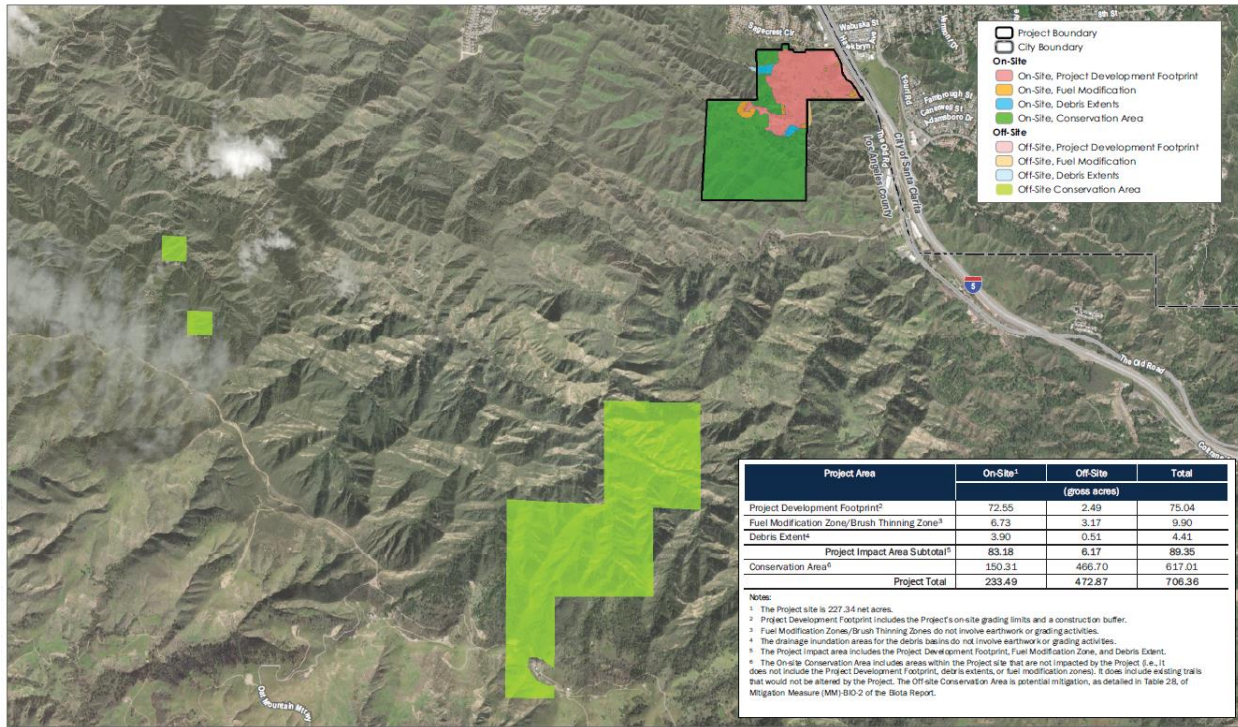 Sagecrest Cir
Wabuska St
8th St
Fourl Rd
Fambrough St
Adamsboro Dr
The Old Rd
Los Angeles County
City of Santa Clarita
5
The Old Road
Project Boundary
City Boundary
On-Site
On-Site, Project Development Footprint
On-Site, Fuel Modification
On-Site, Debris Extents
On-Site, Conservation Area
Off-Site
Off-Site, Project Development Footprint
Off-Site, Fuel Modification
Off-Site, Debris Extents
Off-Site Conservation Area
Project Area On-Site¹ Off-Site Total
(gross acres)
Project Development Footprint² 72.55 2.49 75.04
Fuel Modification Zone/Brush Thinning Zone³ 6.73 3.17 9.90
Debris Extent⁴ 3.90 0.51 4.41
Project Impact Area Subtotal⁵ 83.18 6.17 89.35
Conservation Area⁶ 150.31 466.70 617.01
Project Total 233.49 472.87 706.36
Notes:
¹ The Project site is 227.34 net acres.
² Project Development Footprint includes the Project's on-site grading limits and a construction buffer.
³ Fuel Modification Zones/Brush Thinning Zones do not involve earthwork or grading activities.
⁴ The drainage inundation areas for the debris basins do not involve earthwork or grading activities.
⁵ The Project Impact area includes the Project Development Footprint, Fuel Modification Zone, and Debris Extent.
⁶ The On-site Conservation Area includes areas within the Project site that are not impacted by the Project (i.e., it
does not include the Project Development Footprint, debris extents, or fuel modification zones). It does include existing trails
that would not be altered by the Project. The Off-site Conservation Area is potential mitigation, as detailed in Table 28, of
Mitigation Measure (MM)-BIO-2 of the Biota Report.